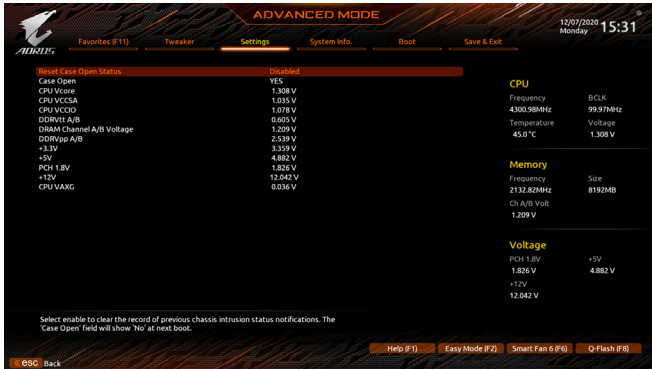 ADVANCED MODE
12/07/2020 Monday 15:31
AORUS
Favorites (F11) Tweaker Settings System Info. Boot Save & Exit
Reset Case Open Status Disabled
Case Open YES
CPU Vcore 1.308 V
CPU VCCSA 1.035 V
CPU VCCIO 1.078 V
DDRVtt A/B 0.605 V
DRAM Channel A/B Voltage 1.209 V
DDRVpp A/B 2.539 V
+3.3V 3.359 V
+5V 4.882 V
PCH 1.8V 1.826 V
+12V 12.042 V
CPU VAXG 0.036 V
CPU
Frequency BCLK
4300.98MHz 99.97MHz
Temperature Voltage
45.0 °C 1.308 V
Memory
Frequency Size
2132.82MHz 8192MB
Ch A/B Volt
1.209 V
Voltage
PCH 1.8V +5V
1.826 V 4.882 V
+12V
12.042 V
Select enable to clear the record of previous chassis intrusion status notifications. The
'Case Open' field will show 'No' at next boot.
Help (F1) Easy Mode (F2) Smart Fan 6 (F6) Q-Flash (F8)
esc Back